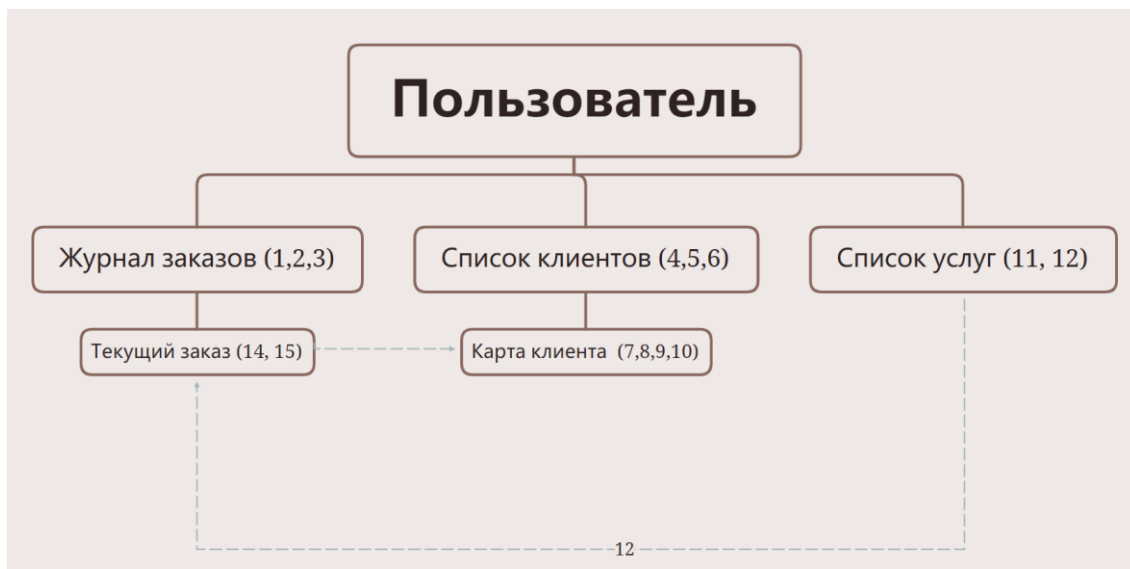 Пользователь
Журнал заказов (1,2,3)
Список клиентов (4,5,6)
Список услуг (11, 12)
Текущий заказ (14, 15)
Карта клиента (7,8,9,10)
12